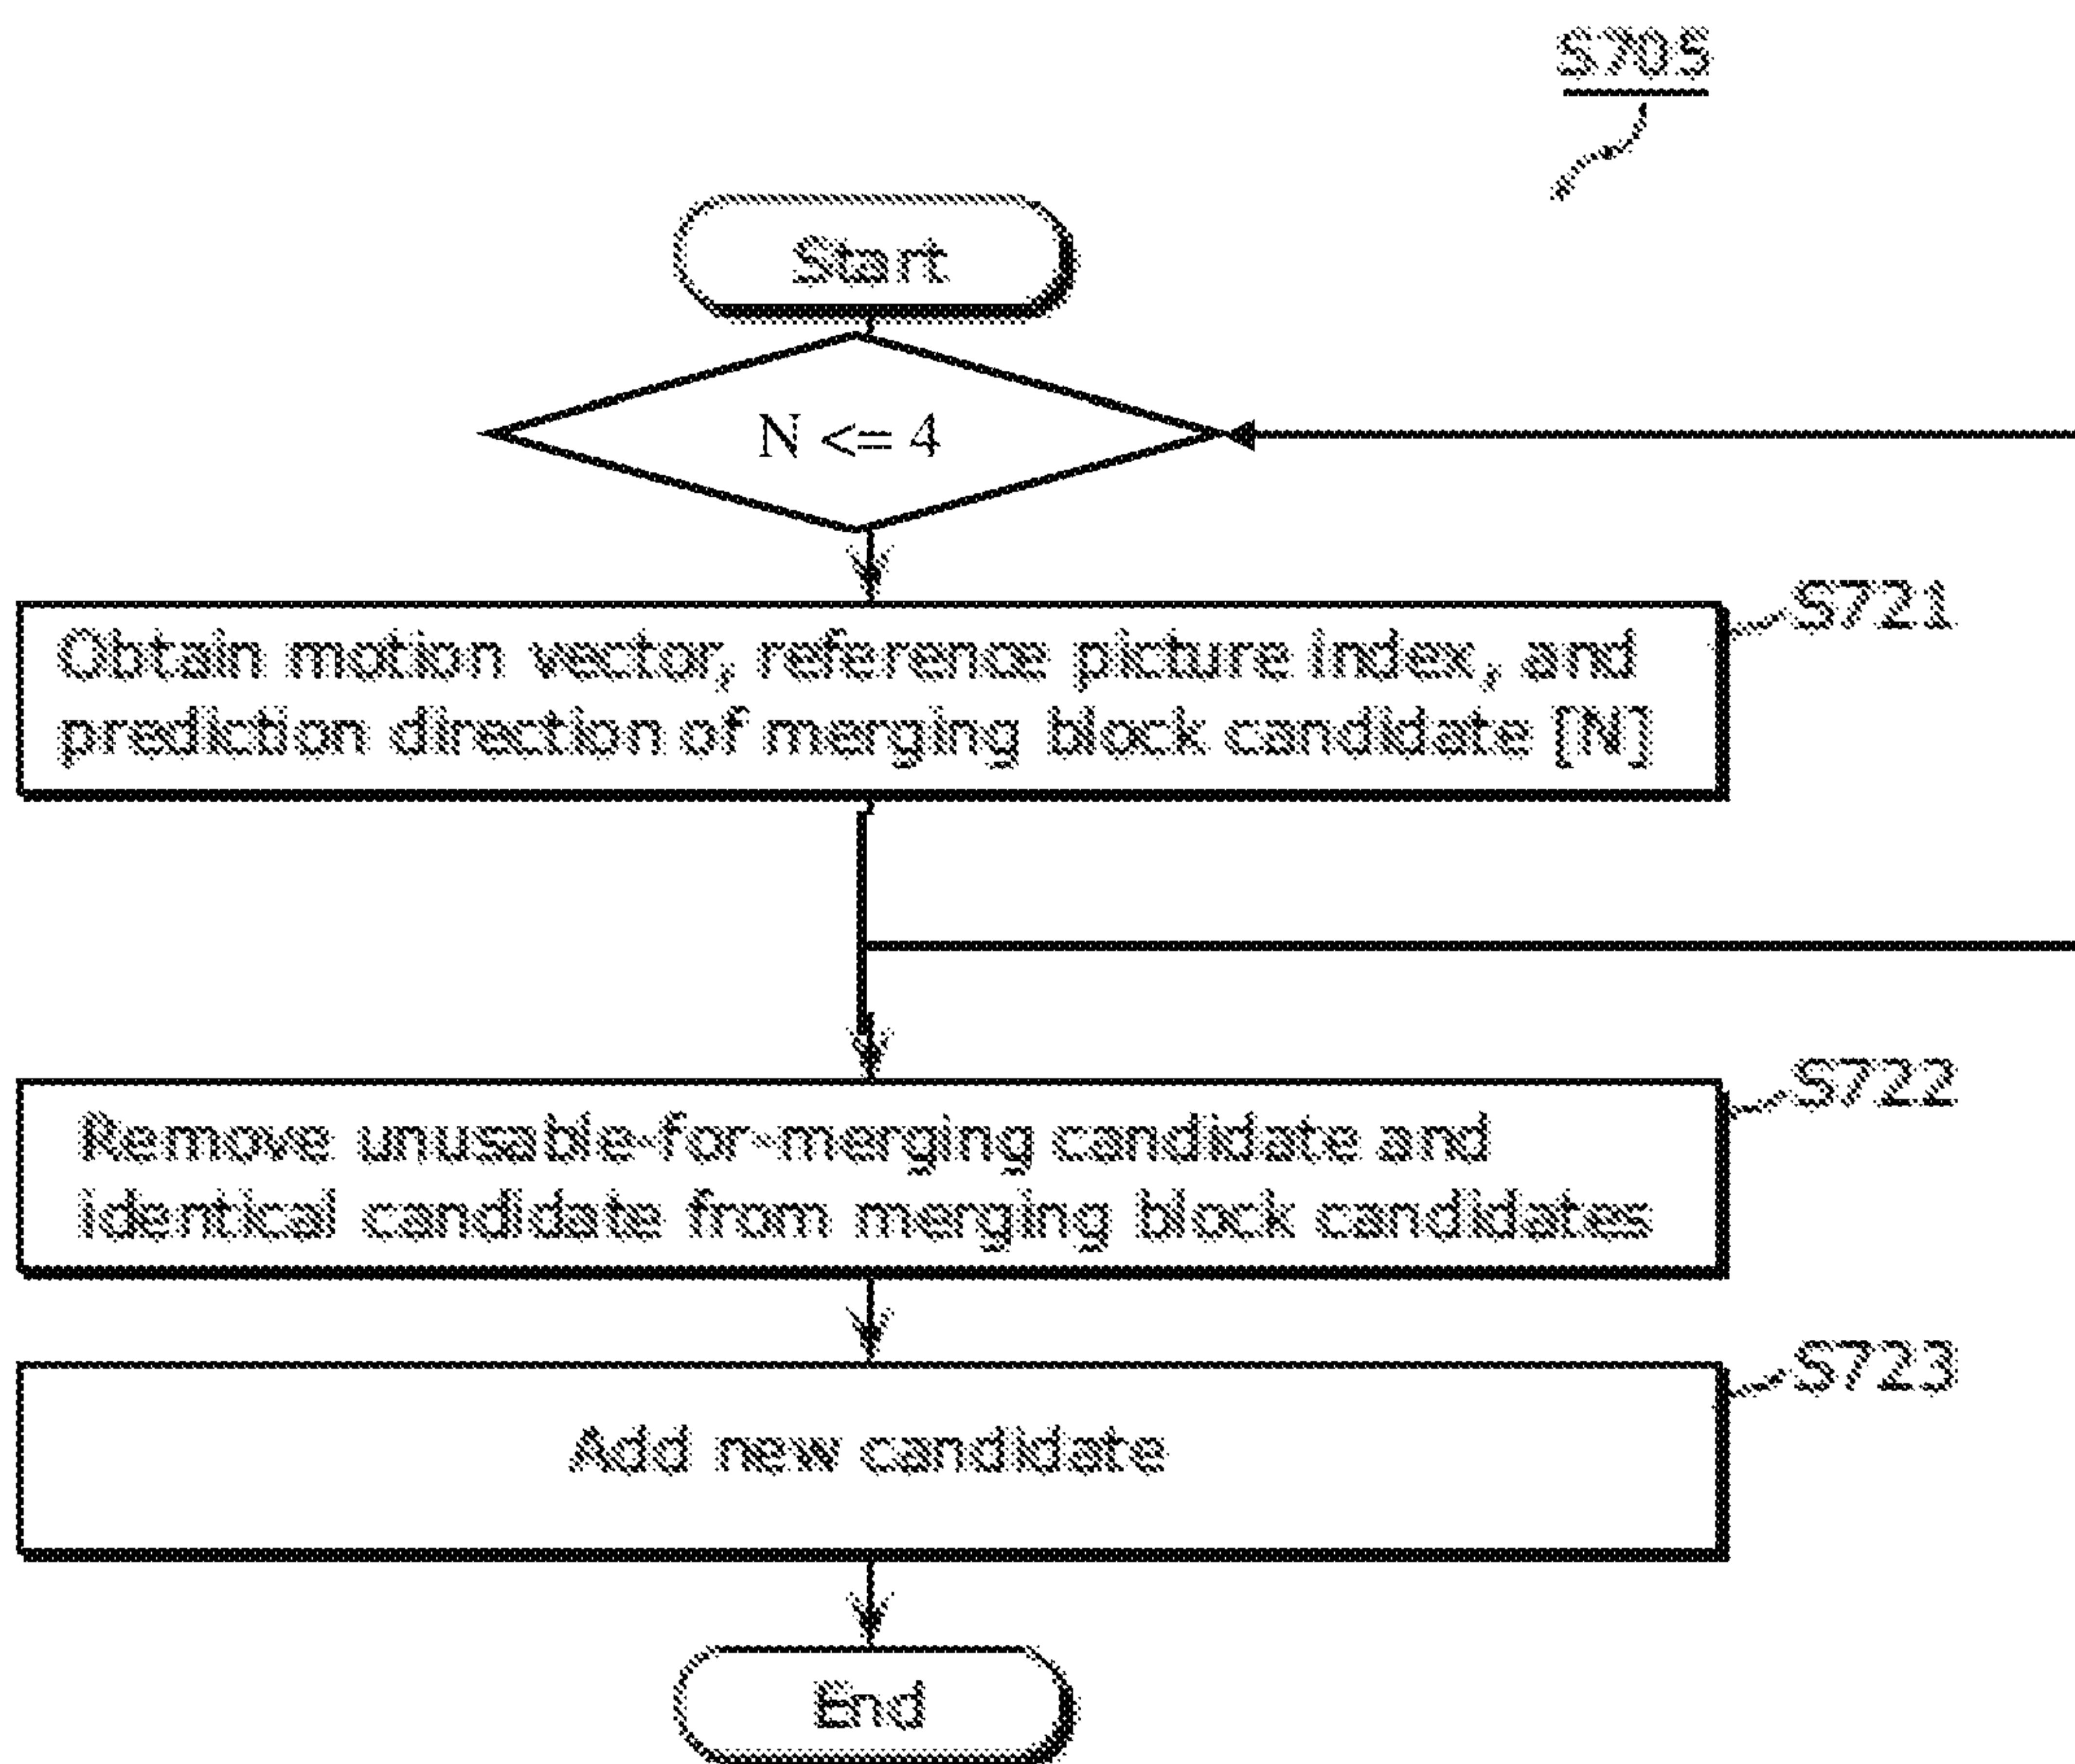 S705
Start
N <= 4
S721
Obtain motion vector, reference picture index, and
prediction direction of merging block candidate [N]
S722
Remove unusable-for-merging candidate and
identical candidate from merging block candidates
S723
Add new candidate
End